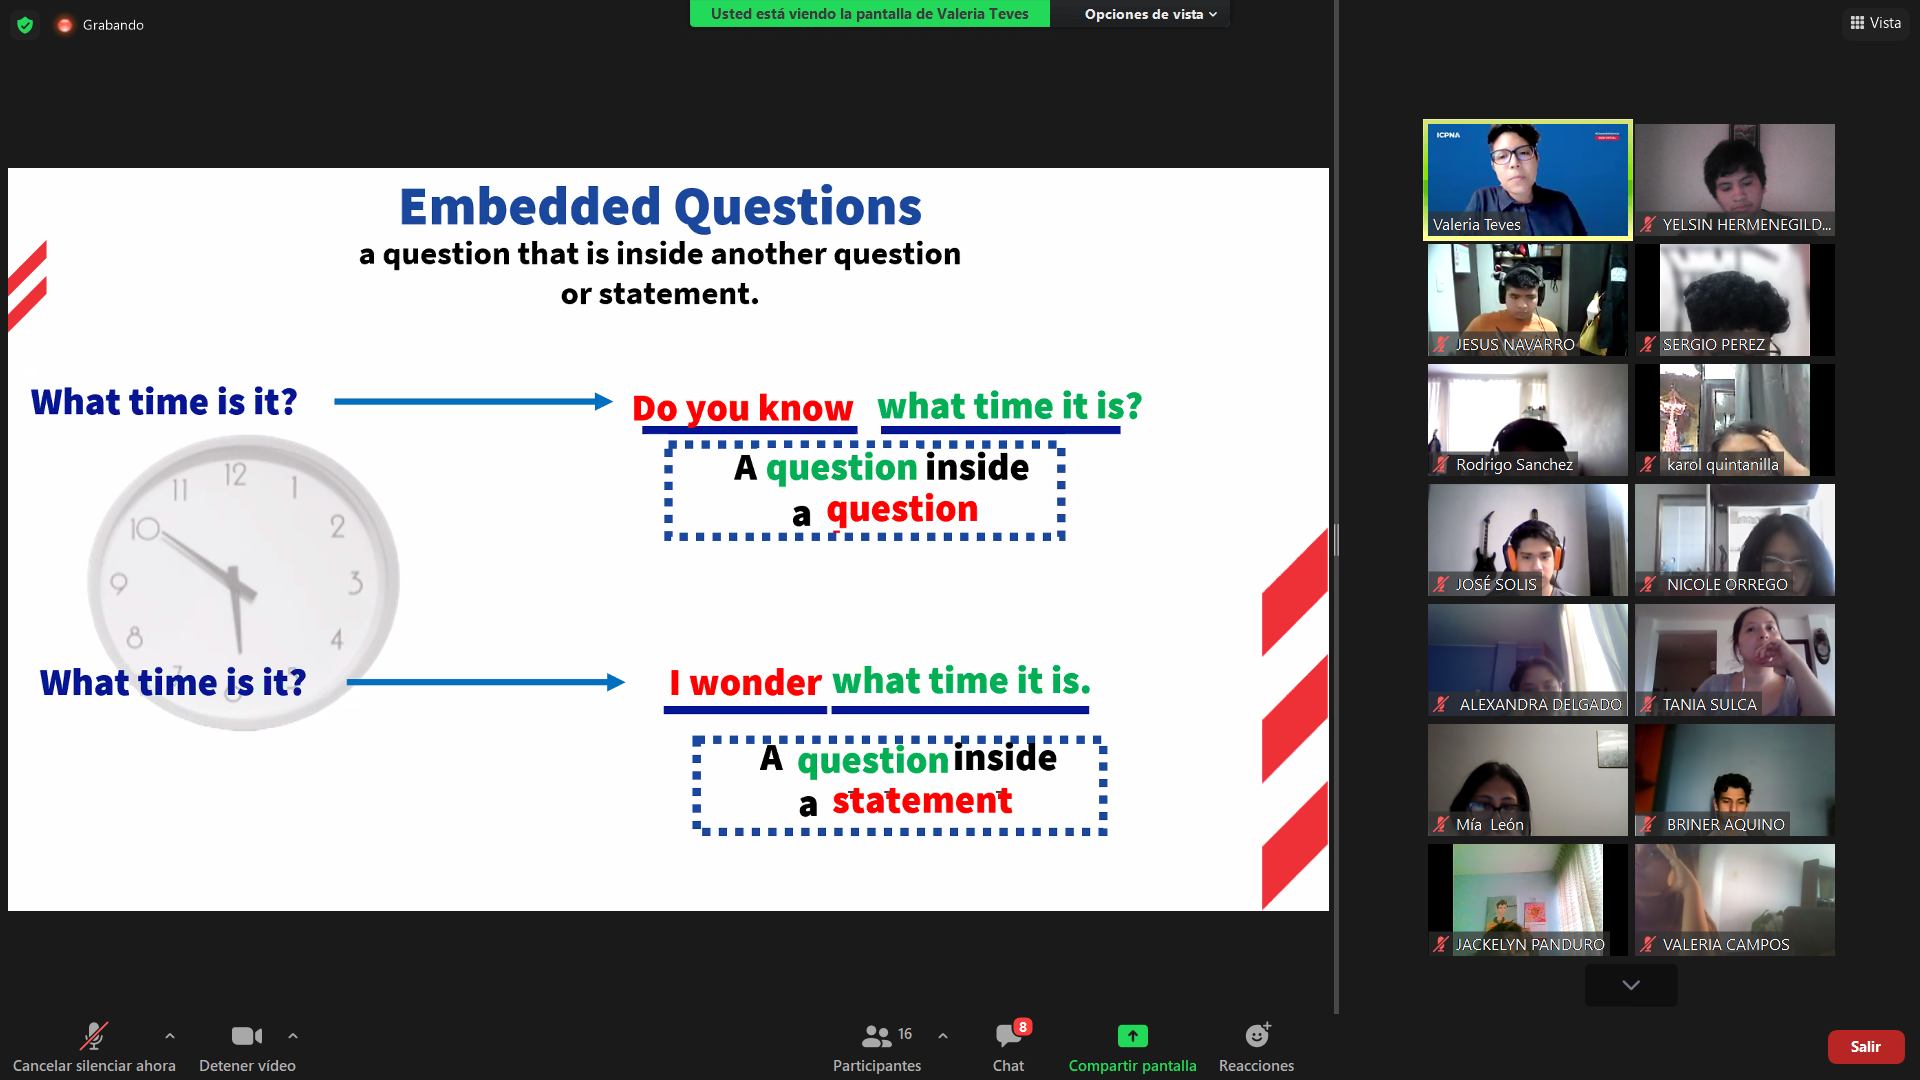 Grabando
Usted está viendo la pantalla de Valeria Teves
Opciones de vista
Vista
Embedded Questions
a question that is inside another question
or statement.
What time is it?
Do you know what time it is?
A question inside
a question
12
11
1
10
2
9
3
8
4
7
5
6
What time is it?
I wonder what time it is.
A question inside
a statement
ICPNA
Valeria Teves
YELSIN HERMENEGILD...
JESUS NAVARRO
SERGIO PEREZ
Rodrigo Sanchez
karol quintanilla
JOSÉ SOLIS
NICOLE ORREGO
ALEXANDRA DELGADO
TANIA SULCA
Mía León
BRINER AQUINO
JACKELYN PANDURO
VALERIA CAMPOS
Cancelar silenciar ahora
Detener vídeo
16
Participantes
8
Chat
Compartir pantalla
Reacciones
Salir